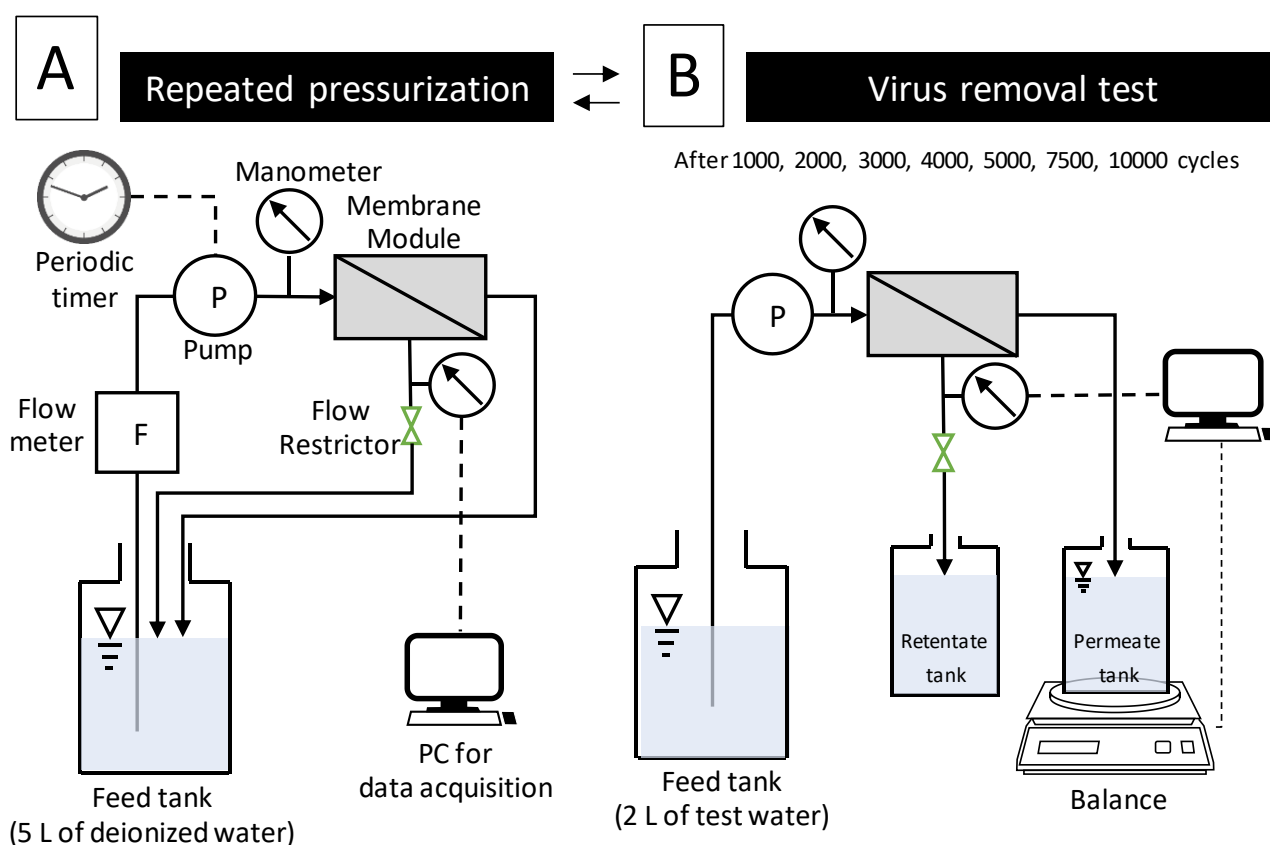 A
Repeated pressurization
B
Virus removal test
After 1000, 2000, 3000, 4000, 5000, 7500, 10000 cycles
Manometer
Membrane
Module
Periodic
timer
P
Pump
Flow
meter
F
Flow
Restrictor
PC for
data acquisition
Feed tank
(5 L of deionized water)
P
Retentate
tank
Permeate
tank
Feed tank
(2 L of test water)
Balance